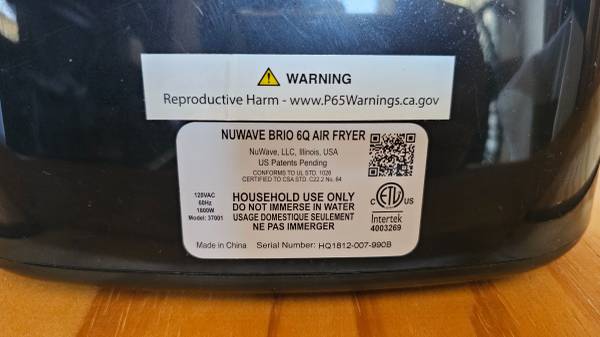 WARNING
Reproductive Harm - www.P65Warnings.ca.gov
NUWAVE BRIO 6Q AIR FRYER
NuWave, LLC, Illinois, USA
US Patents Pending
CONFORMS TO UL STD. 1026
CERTIFIED TO CSA STD. C22.2 No. 64
120VAC
60Hz
1800W
Model: 37001
HOUSEHOLD USE ONLY
DO NOT IMMERSE IN WATER
USAGE DOMESTIQUE SEULEMENT
NE PAS IMMERGER
C ETL US
Intertek
4003269
Made in China Serial Number: HQ1812-007-990B